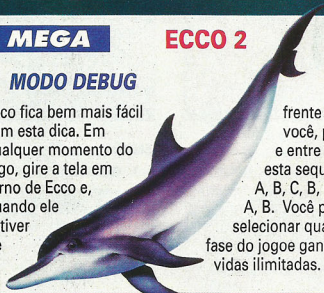 MEGA
ECCO 2
MODO DEBUG
co fica bem mais fácil
m esta dica. Em
alquer momento do
go, gire a tela em
rno de Ecco e,
uando ele
tiver
e
frente
você, p
e entre
esta sequ
A, B, C, B,
A, B. Você p
selecionar qua
fase do jogoe gan
vidas ilimitadas.